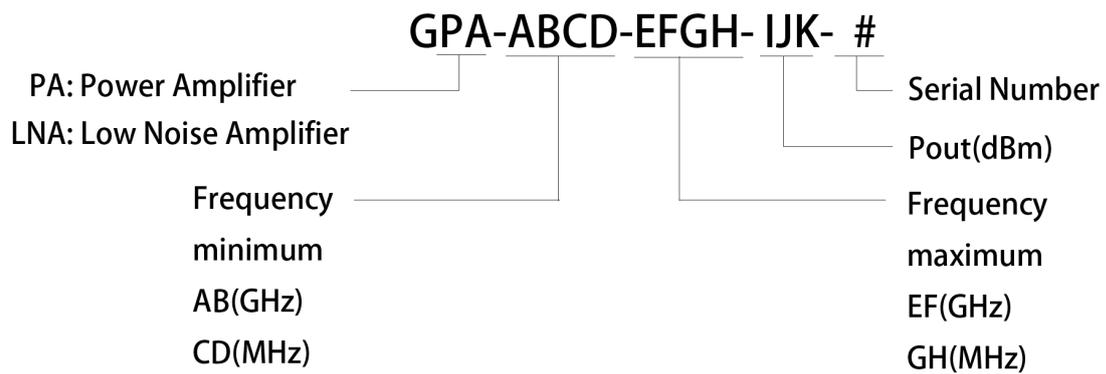 GPA-ABCD-EFGH- IJK- #
PA: Power Amplifier
LNA: Low Noise Amplifier
Frequency
minimum
AB(GHz)
CD(MHz)
Serial Number
Pout(dBm)
Frequency
maximum
EF(GHz)
GH(MHz)